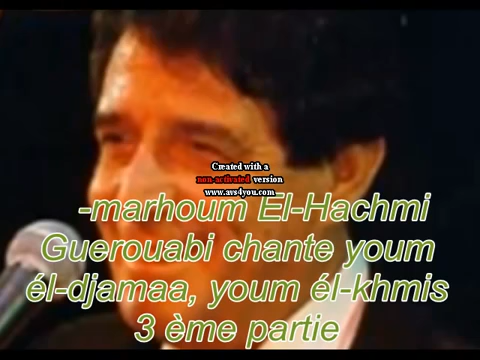 Created with a
non-activated version
www.avs4you.com
-marhoum El-Hachmi
Guerouabi chante youm
él-djamaa, youm él-khmis
3 ème partie